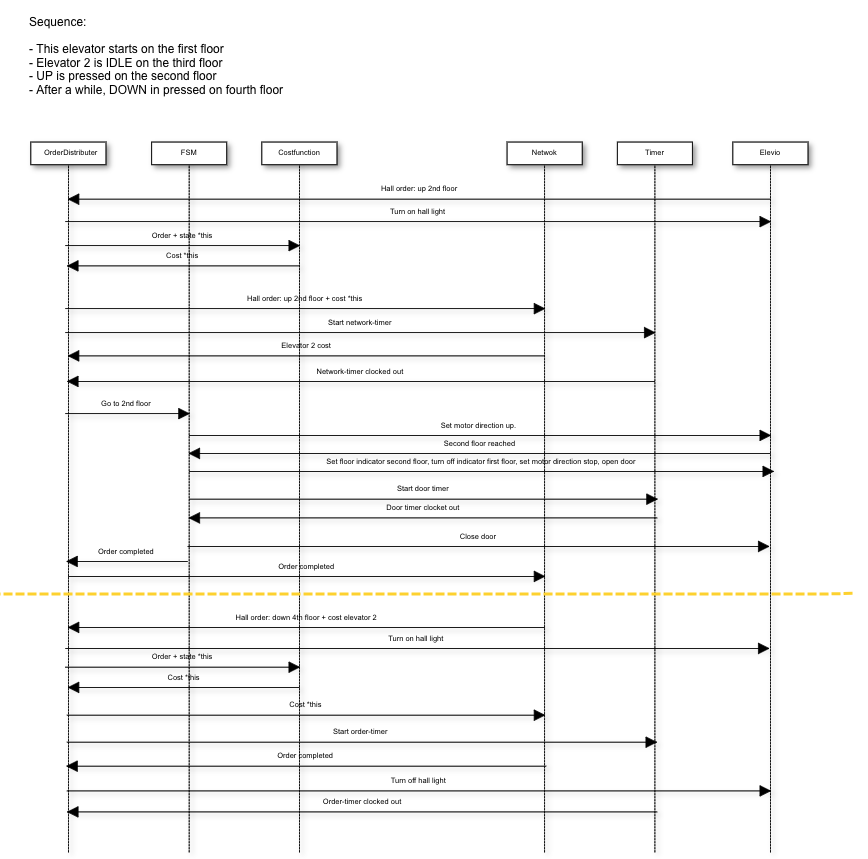 Sequence:
- This elevator starts on the first floor
- Elevator 2 is IDLE on the third floor
- UP is pressed on the second floor
- After a while, DOWN in pressed on fourth floor
OrderDistributer
FSM
Costfunction
Netwok
Timer
Elevio
Hall order: up 2nd floor
Turn on hall light
Order + state *this
Cost *this
Hall order: up 2nd floor + cost *this
Start network-timer
Elevator 2 cost
Network-timer clocked out
Go to 2nd floor
Set motor direction up.
Second floor reached
Set floor indicator second floor, turn off indicator first floor, set motor direction stop, open door
Start door timer
Door timer clocket out
Close door
Order completed
Order completed
Hall order: down 4th floor + cost elevator 2
Turn on hall light
Order + state *this
Cost *this
Cost *this
Start order-timer
Order completed
Turn off hall light
Order-timer clocked out